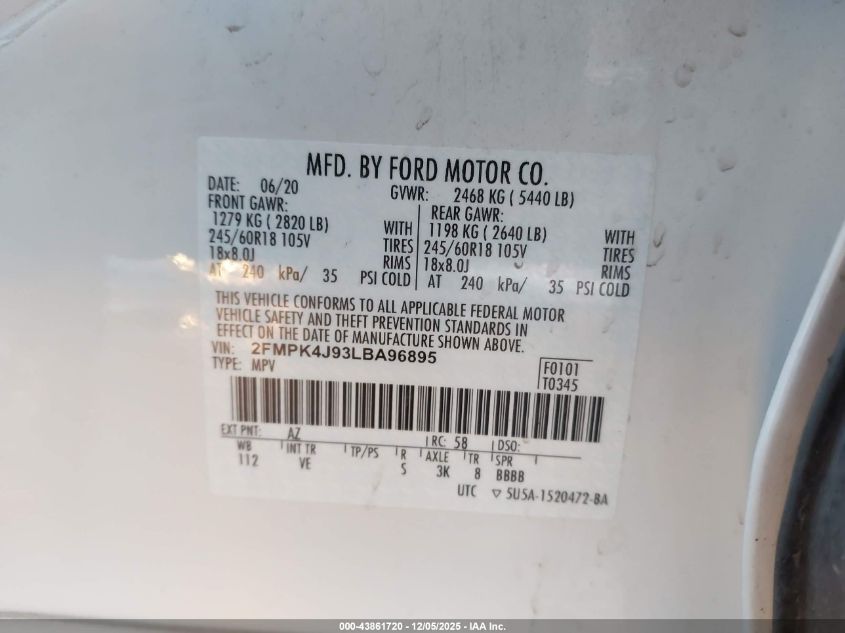 MFD. BY FORD MOTOR CO.
DATE: 06/20 GVWR: 2468 KG ( 5440 LB)
FRONT GAWR: REAR GAWR:
1279 KG ( 2820 LB) WITH 1198 KG ( 2640 LB) WITH
245/60R18 105V TIRES 245/60R18 105V TIRES
18x8.0J RIMS 18x8.0J RIMS
AT 240 kPa/ 35 PSI COLD AT 240 kPa/ 35 PSI COLD
THIS VEHICLE CONFORMS TO ALL APPLICABLE FEDERAL MOTOR
VEHICLE SAFETY AND THEFT PREVENTION STANDARDS IN
EFFECT ON THE DATE OF MANUFACTURE SHOWN ABOVE.
VIN: 2FMPK4J93LBA96895
TYPE: MPV F0101
T0345
EXT PNT: AZ RC: 58 DSO:
WB INT TR TP/PS R AXLE TR SPR
112 VE S 3K 8 BBBB
UTC ▽ 5U5A-1520472-BA
000-43861720 - 12/05/2025 - IAA Inc.